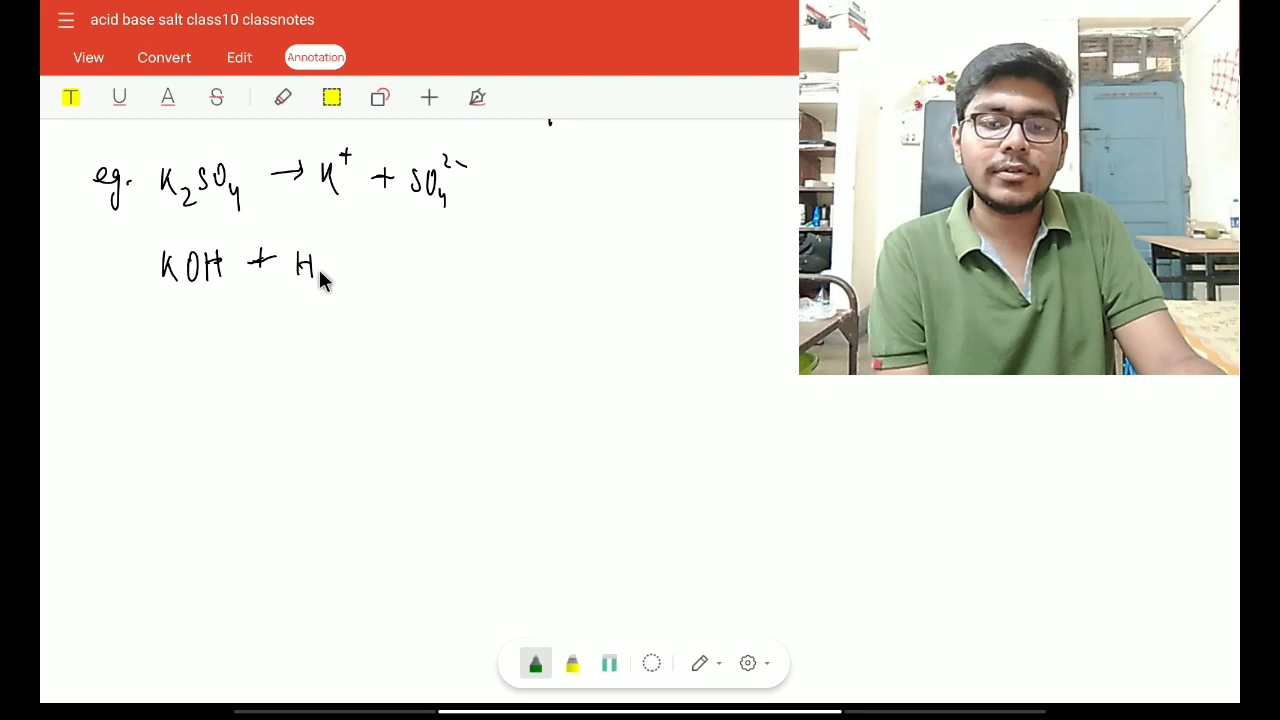 acid base salt class10 classnotes
View Convert Edit Annotation
T U A S
eg. K₂SO₄ → K⁺ + SO₄²⁻
KOH + H